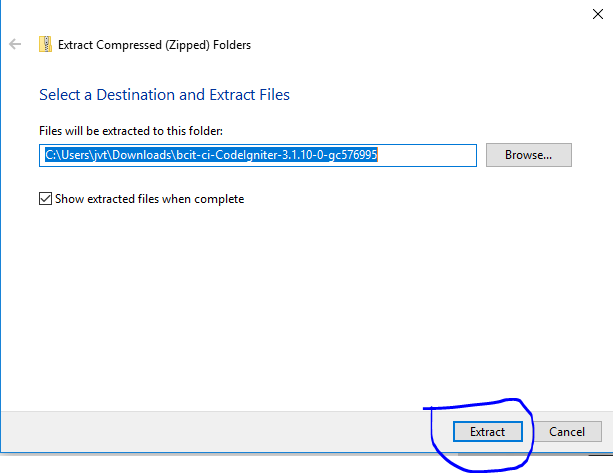 Extract Compressed (Zipped) Folders
Select a Destination and Extract Files
Files will be extracted to this folder:
C:\Users\jvt\Downloads\bcit-ci-CodeIgniter-3.1.10-0-gc576995
Browse...
Show extracted files when complete
Extract
Cancel